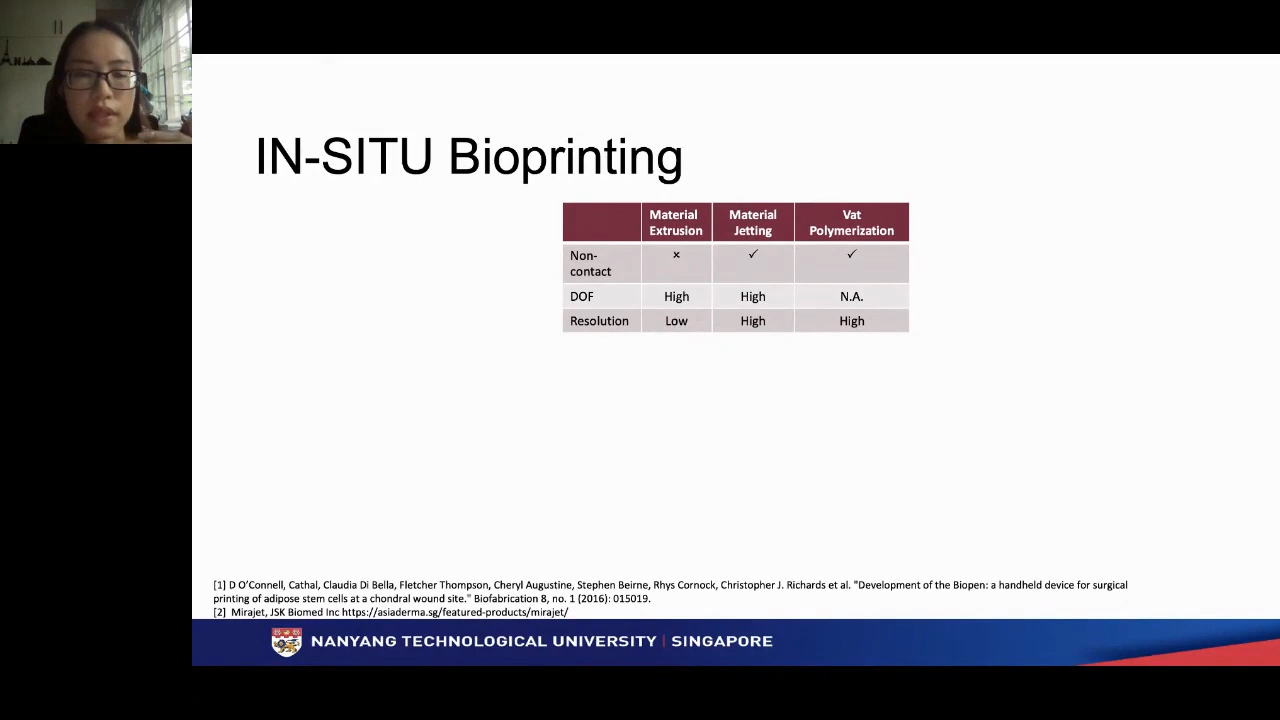 IN-SITU Bioprinting
Material Extrusion
Material Jetting
Vat Polymerization
Non-contact × ✓ ✓
DOF High High N.A.
Resolution Low High High
[1] D O’Connell, Cathal, Claudia Di Bella, Fletcher Thompson, Cheryl Augustine, Stephen Beirne, Rhys Cornock, Christopher J. Richards et al. "Development of the Biopen: a handheld device for surgical
printing of adipose stem cells at a chondral wound site." Biofabrication 8, no. 1 (2016): 015019.
[2] Mirajet, JSK Biomed Inc https://asiaderma.sg/featured-products/mirajet/
NANYANG TECHNOLOGICAL UNIVERSITY | SINGAPORE